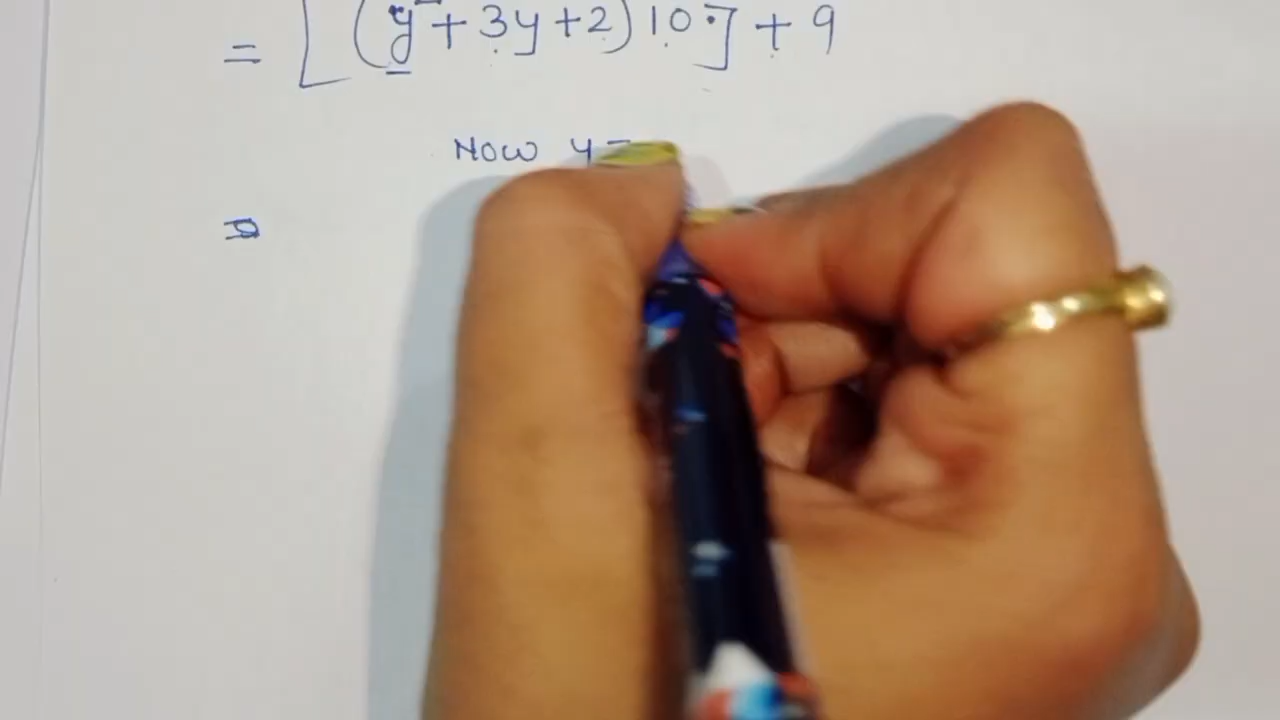 = [(y²+3y+2)10·]+9
Now y=